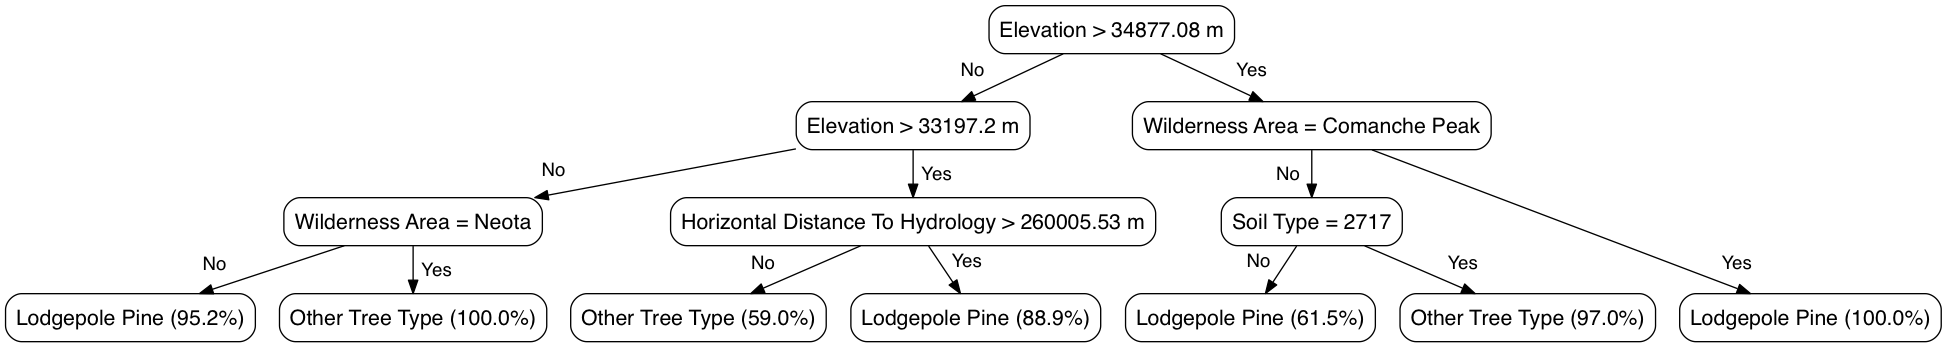 Elevation > 34877.08 m
No
Yes
Elevation > 33197.2 m
Wilderness Area = Comanche Peak
No
Yes
No
Yes
Wilderness Area = Neota
Horizontal Distance To Hydrology > 260005.53 m
Soil Type = 2717
No
Yes
No
Yes
No
Yes
Lodgepole Pine (95.2%)
Other Tree Type (100.0%)
Other Tree Type (59.0%)
Lodgepole Pine (88.9%)
Lodgepole Pine (61.5%)
Other Tree Type (97.0%)
Lodgepole Pine (100.0%)